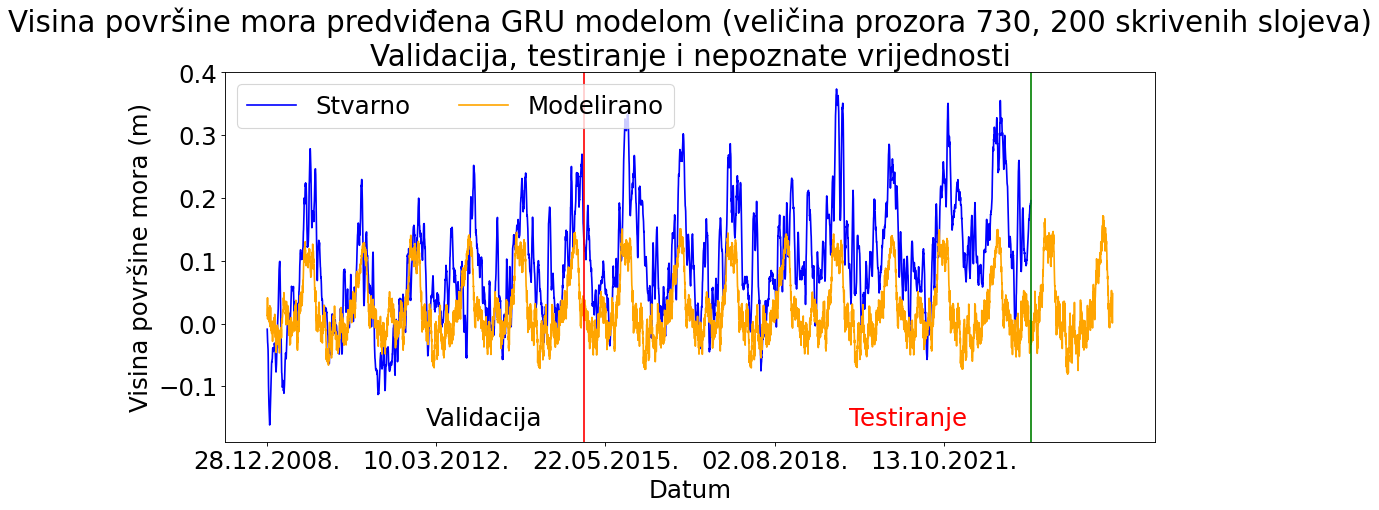 Visina površine mora predviđena GRU modelom (veličina prozora 730, 200 skrivenih slojeva)
Validacija, testiranje i nepoznate vrijednosti
Stvarno
Modelirano
Visina površine mora (m)
0.4
0.3
0.2
0.1
0.0
−0.1
Validacija
Testiranje
28.12.2008.
10.03.2012.
22.05.2015.
02.08.2018.
13.10.2021.
Datum